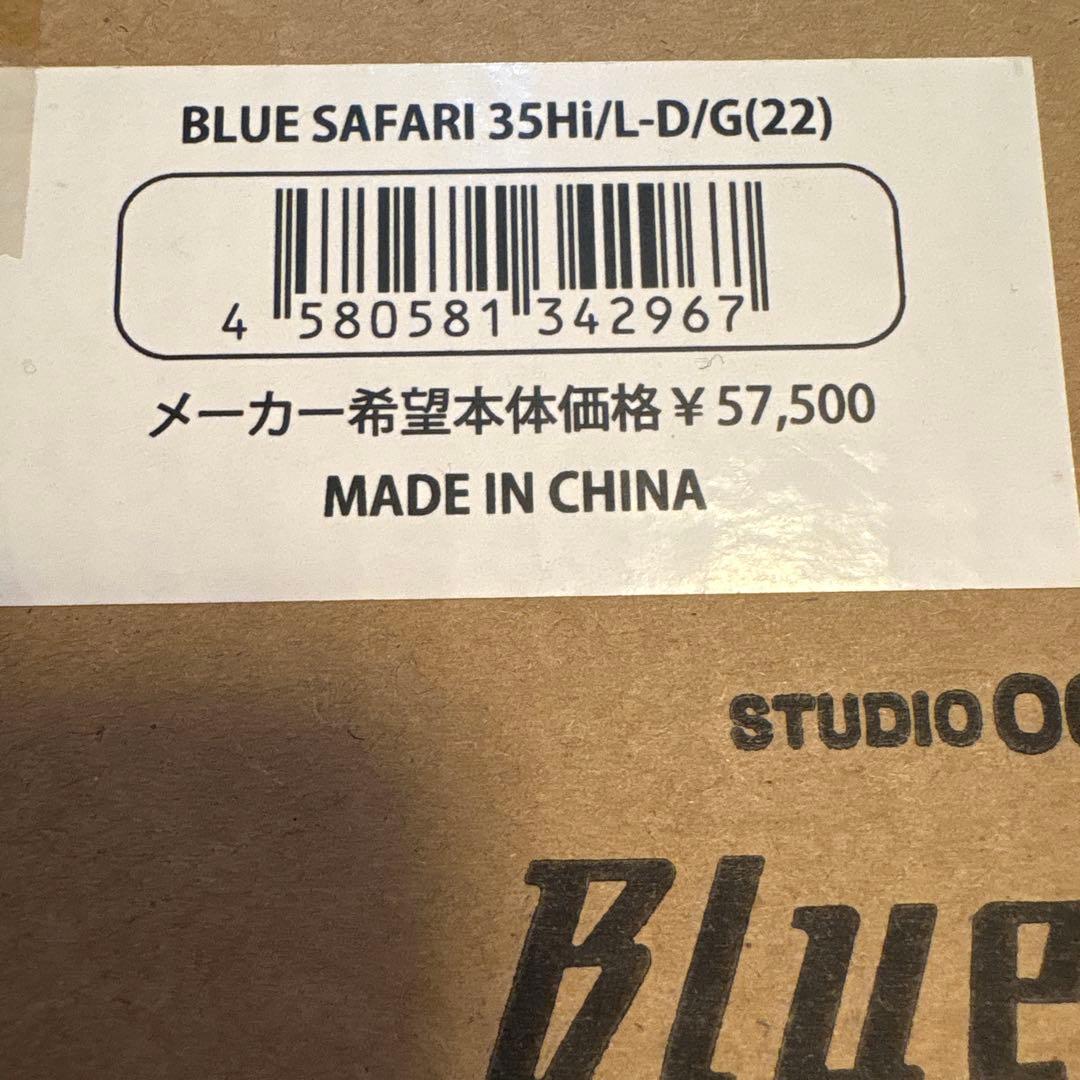 BLUE SAFARI 35Hi/L-D/G(22)
4 580581 342967
メーカー希望本体価格￥57,500
MADE IN CHINA
STUDIO
Blue